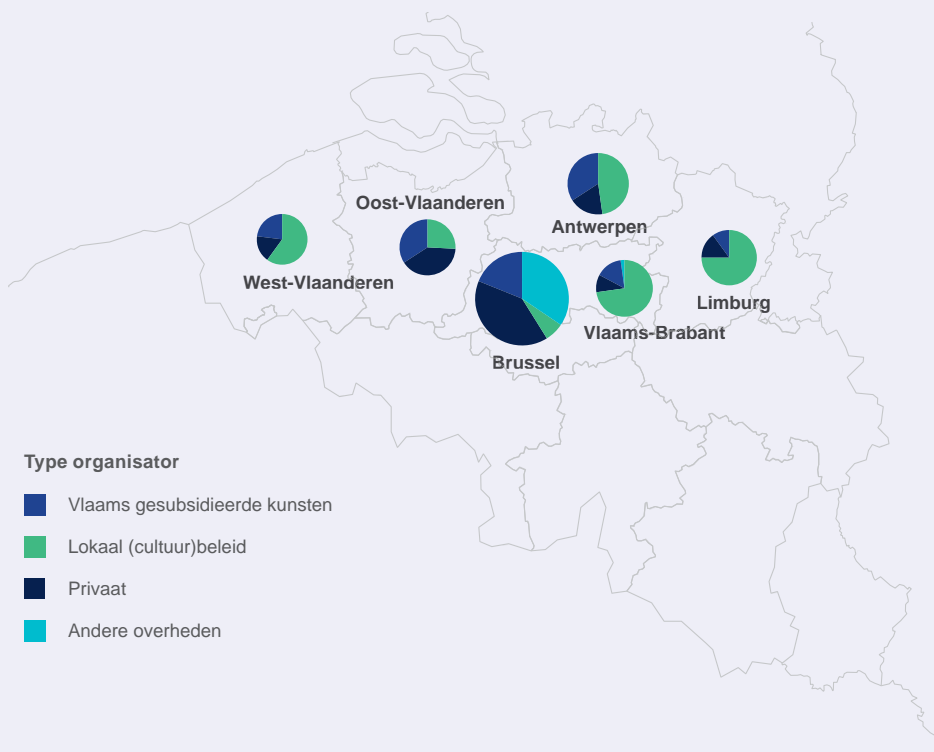 Oost-Vlaanderen
Antwerpen
West-Vlaanderen
Limburg
Vlaams-Brabant
Brussel
Type organisator
Vlaams gesubsidieerde kunsten
Lokaal (cultuur)beleid
Privaat
Andere overheden